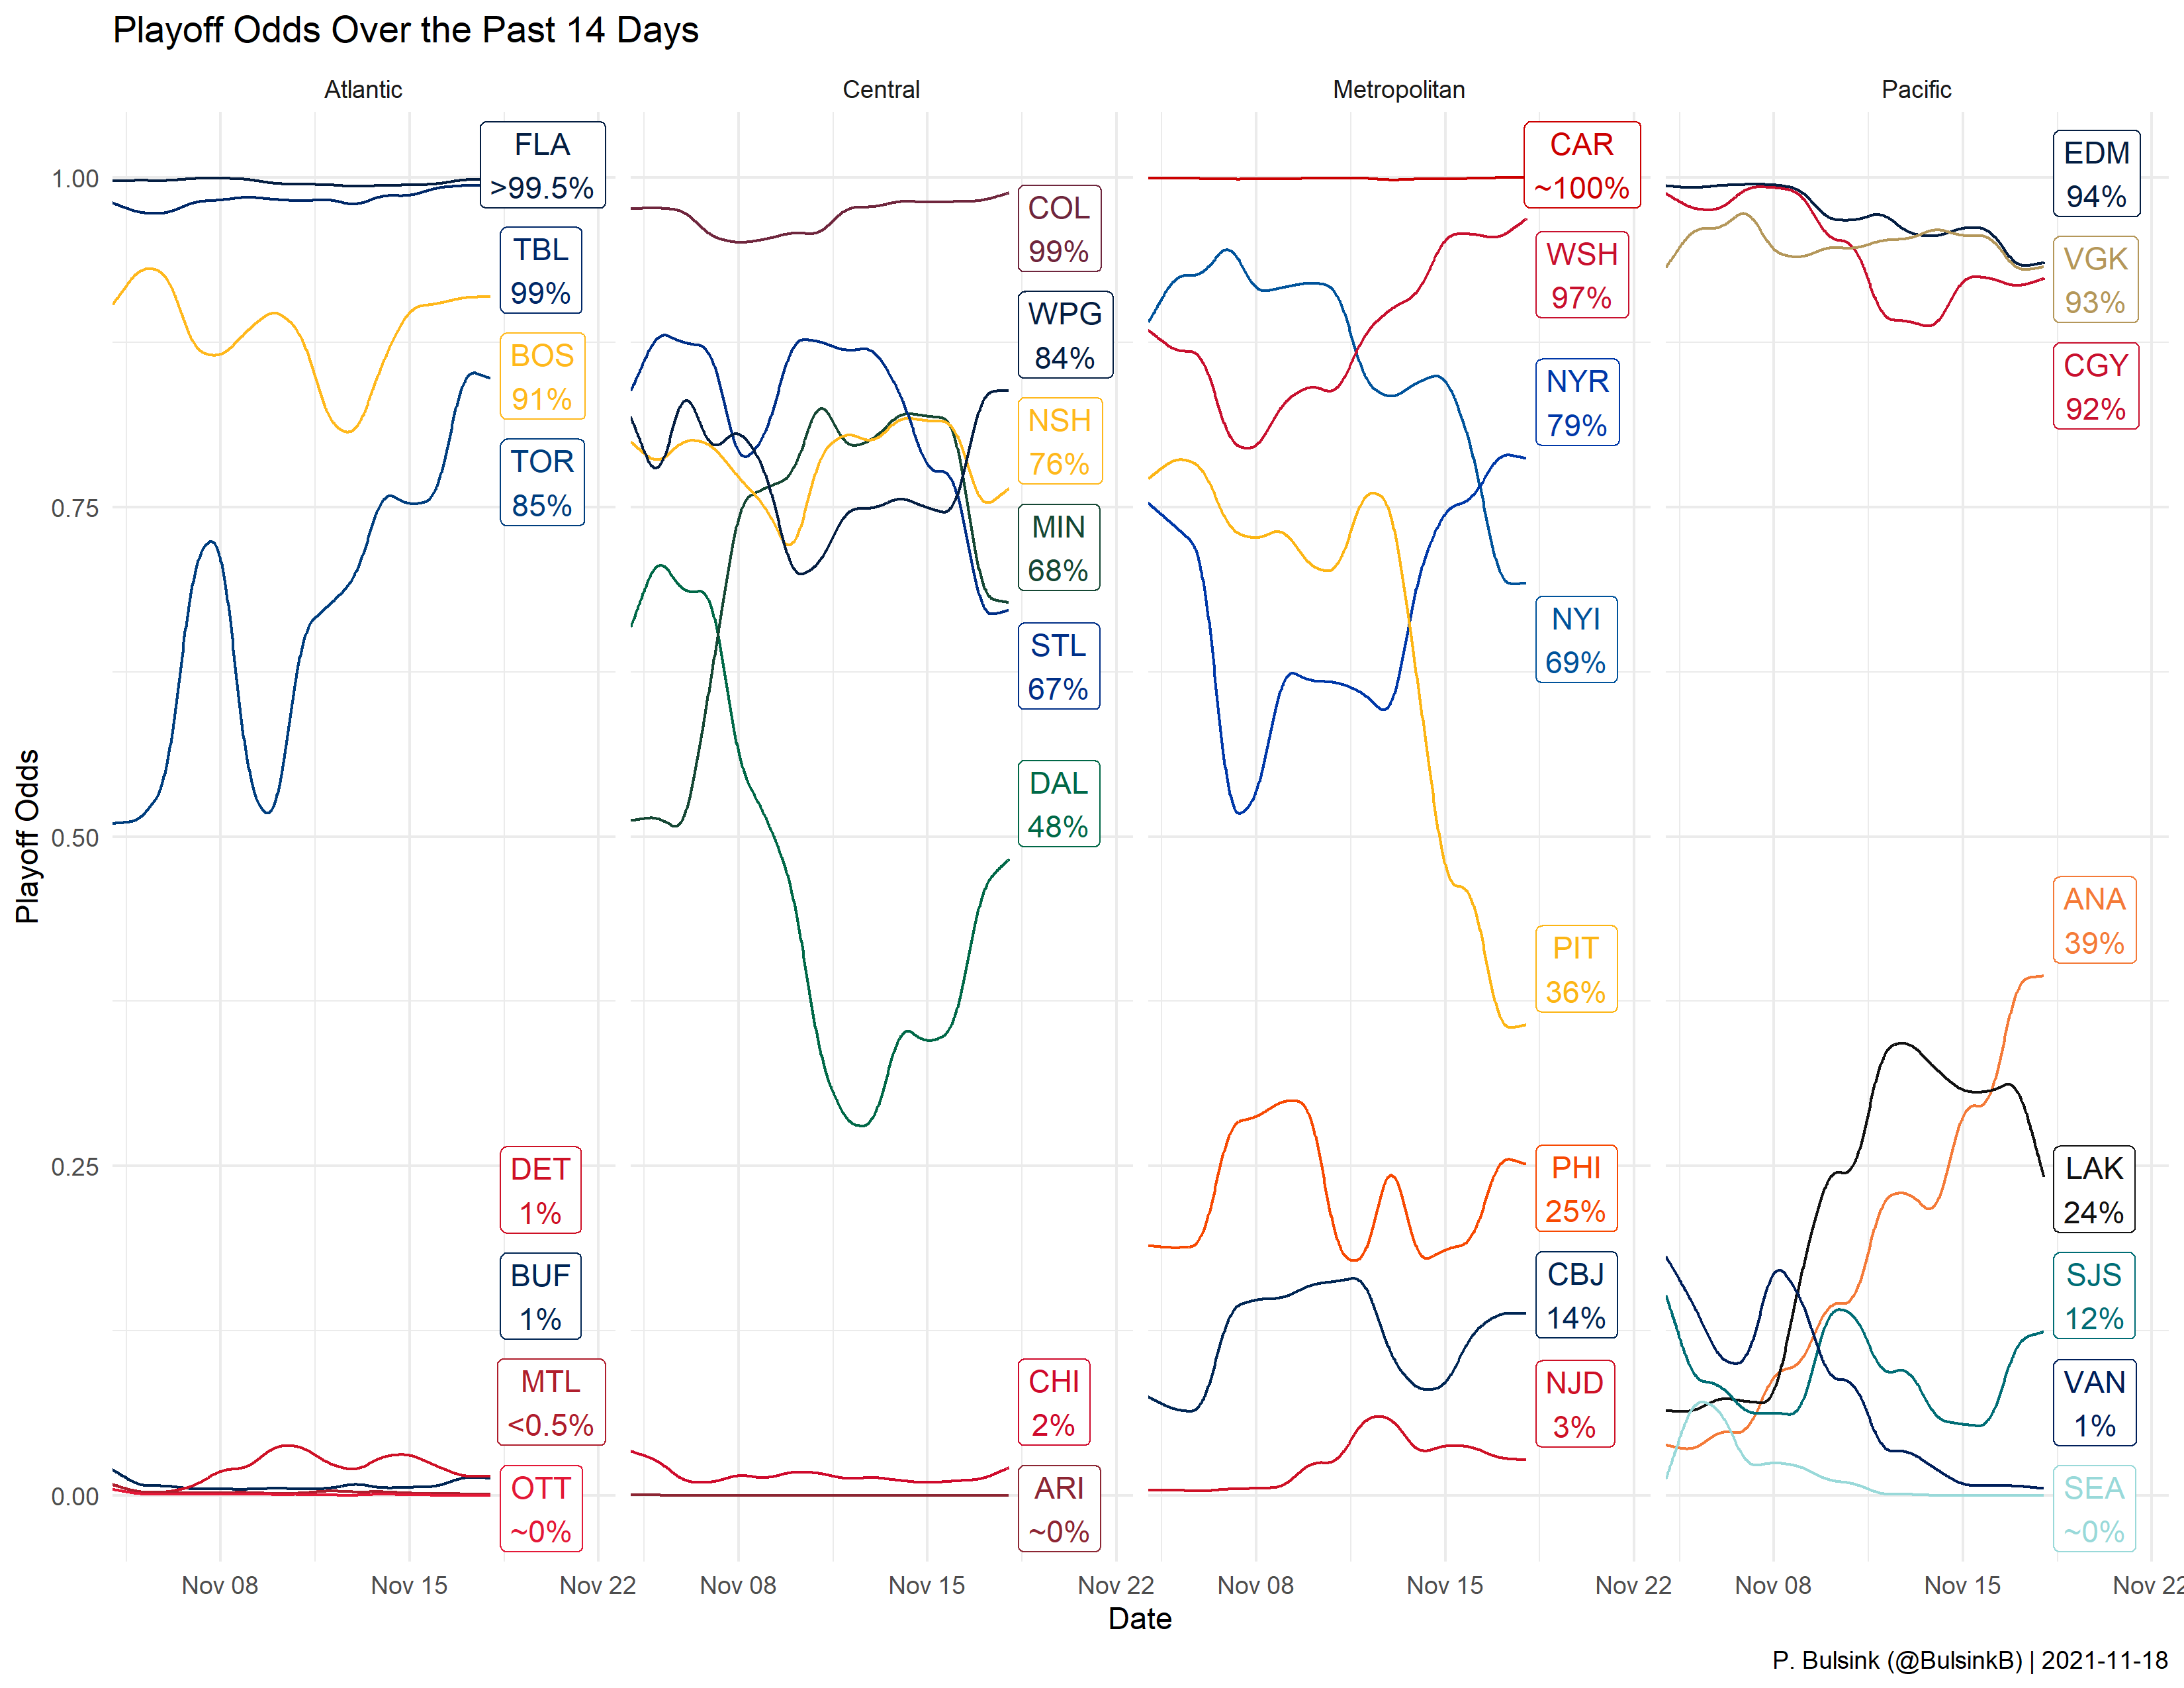 Playoff Odds Over the Past 14 Days
Atlantic
Central
Metropolitan
Pacific
Playoff Odds
1.00
0.75
0.50
0.25
0.00
FLA
>99.5%
TBL
99%
BOS
91%
TOR
85%
DET
1%
BUF
1%
MTL
<0.5%
OTT
~0%
COL
99%
WPG
84%
NSH
76%
MIN
68%
STL
67%
DAL
48%
CHI
2%
ARI
~0%
CAR
~100%
WSH
97%
NYR
79%
NYI
69%
PIT
36%
PHI
25%
CBJ
14%
NJD
3%
EDM
94%
VGK
93%
CGY
92%
ANA
39%
LAK
24%
SJS
12%
VAN
1%
SEA
~0%
Nov 08
Nov 15
Nov 22
Nov 08
Nov 15
Nov 22
Nov 08
Nov 15
Nov 22
Nov 08
Nov 15
Nov 22
Date
P. Bulsink (@BulsinkB) | 2021-11-18